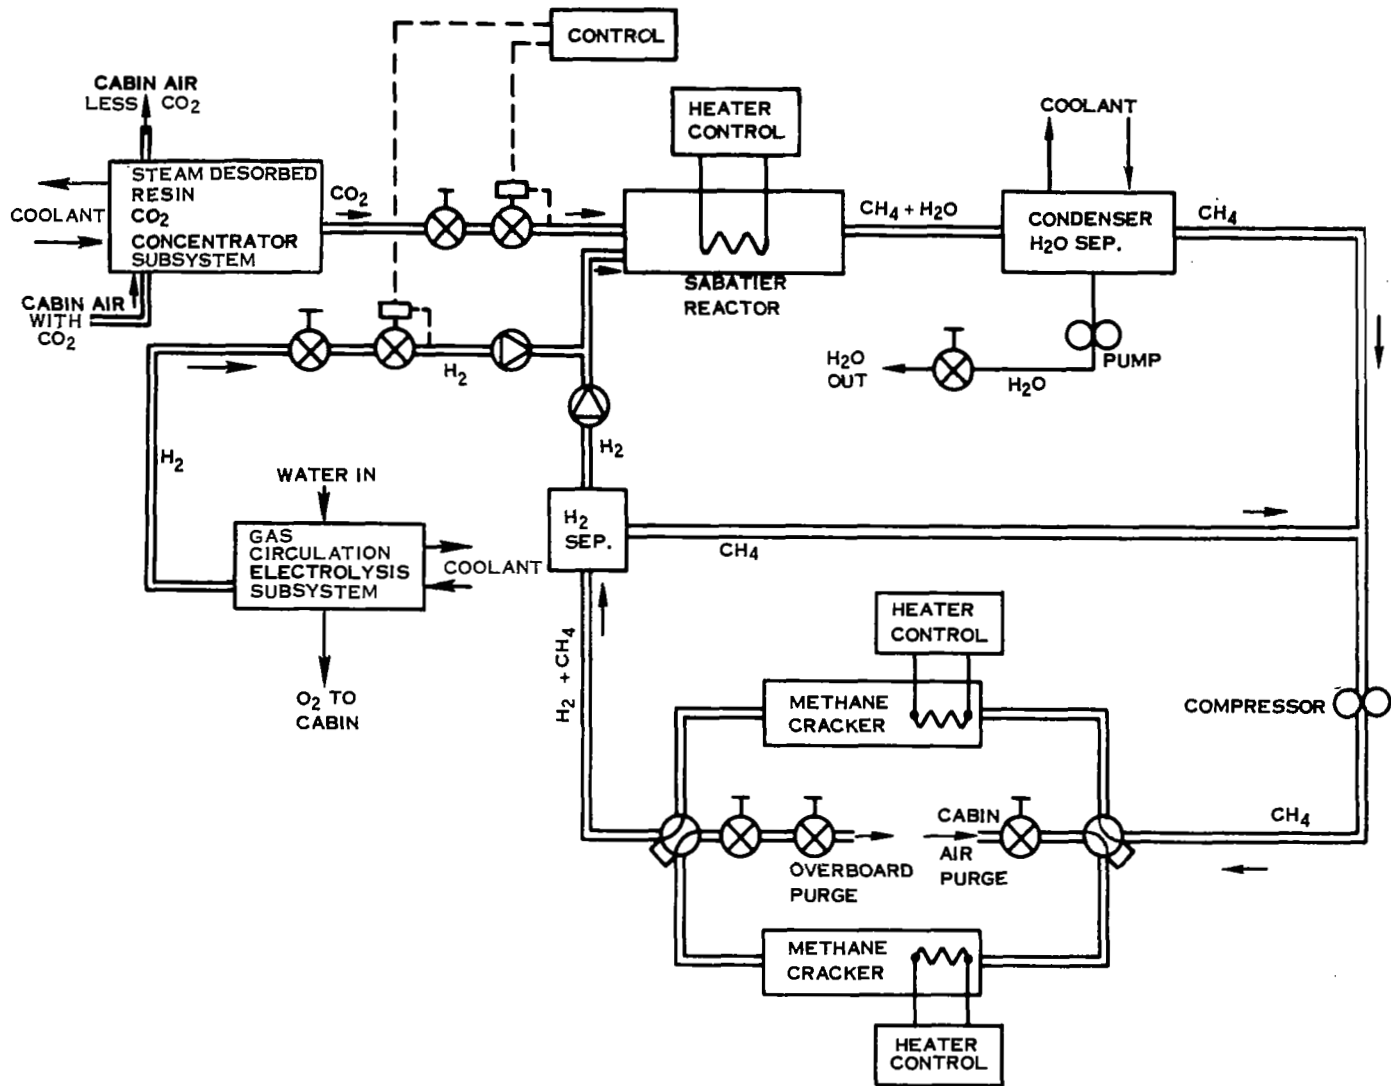 CONTROL
CABIN AIR
LESS CO2
HEATER
CONTROL
COOLANT
STEAM DESORBED
RESIN
CO2
CONCENTRATOR
SUBSYSTEM
COOLANT
CO2
CH4 + H2O
CONDENSER
H2O SEP.
CH4
CABIN AIR
WITH
CO2
SABATIER
REACTOR
H2
H2O
OUT
H2O
PUMP
H2
H2
WATER IN
GAS
CIRCULATION
ELECTROLYSIS
SUBSYSTEM
COOLANT
H2
SEP.
CH4
O2 TO
CABIN
H2 + CH4
HEATER
CONTROL
METHANE
CRACKER
COMPRESSOR
OVERBOARD
PURGE
CABIN
AIR
PURGE
CH4
METHANE
CRACKER
HEATER
CONTROL